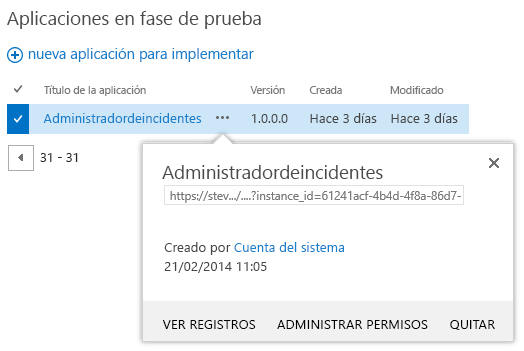 Aplicaciones en fase de prueba
nueva aplicación para implementar
Título de la aplicación Versión Creada Modificado
Administradordeincidentes ... 1.0.0.0 Hace 3 días Hace 3 días
31 - 31
Administradordeincidentes
https://stev.../....?instance_id=61241acf-4b4d-4f8a-86d7-
Creado por Cuenta del sistema
21/02/2014 11:05
VER REGISTROS ADMINISTRAR PERMISOS QUITAR